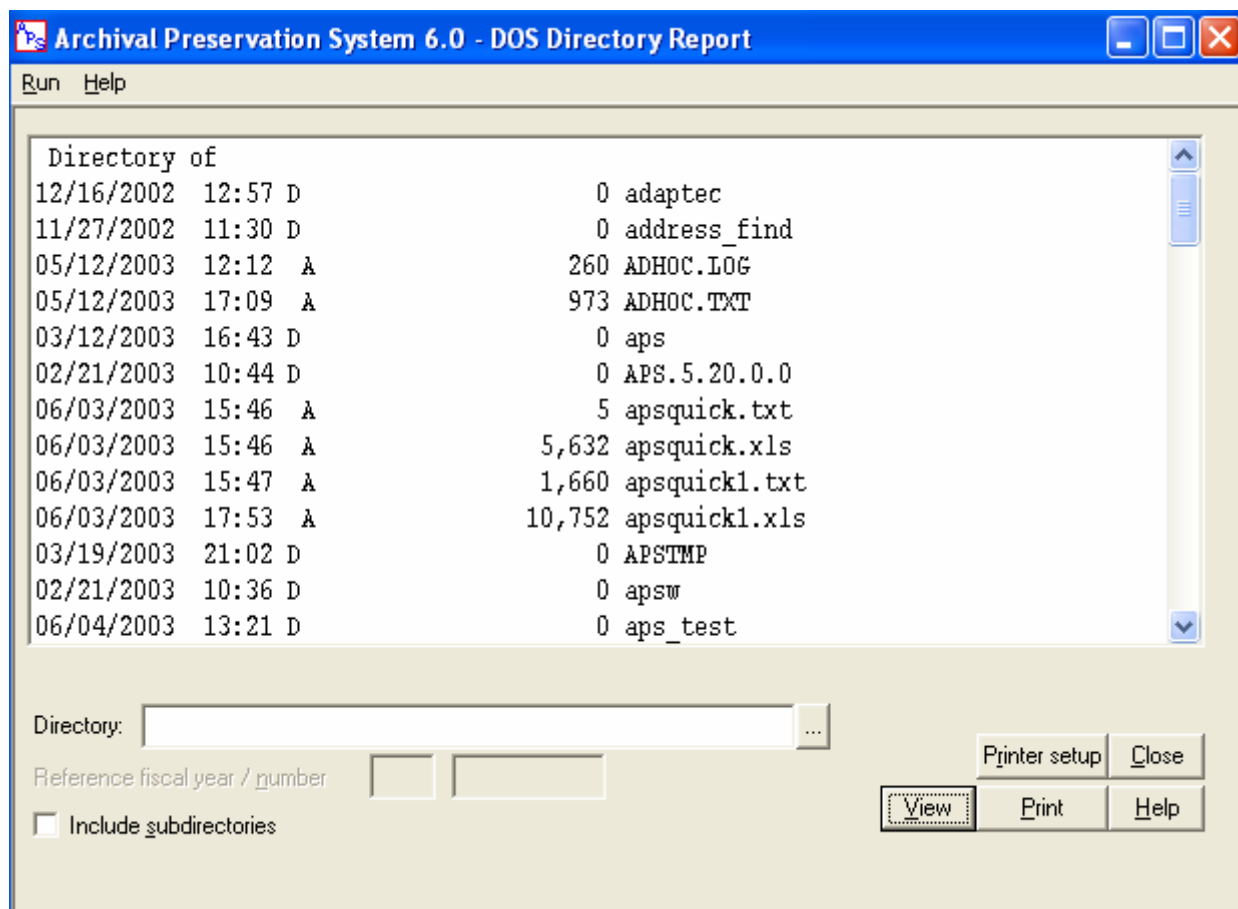 APS Archival Preservation System 6.0 - DOS Directory Report
Run Help
Directory of
12/16/2002 12:57 D 0 adaptec
11/27/2002 11:30 D 0 address_find
05/12/2003 12:12 A 260 ADHOC.LOG
05/12/2003 17:09 A 973 ADHOC.TXT
03/12/2003 16:43 D 0 aps
02/21/2003 10:44 D 0 APS.5.20.0.0
06/03/2003 15:46 A 5 apsquick.txt
06/03/2003 15:46 A 5,632 apsquick.xls
06/03/2003 15:47 A 1,660 apsquick1.txt
06/03/2003 17:53 A 10,752 apsquick1.xls
03/19/2003 21:02 D 0 APSTMP
02/21/2003 10:36 D 0 apsw
06/04/2003 13:21 D 0 aps_test
Directory: ...
Reference fiscal year / number
Printer setup Close
Include subdirectories
View Print Help